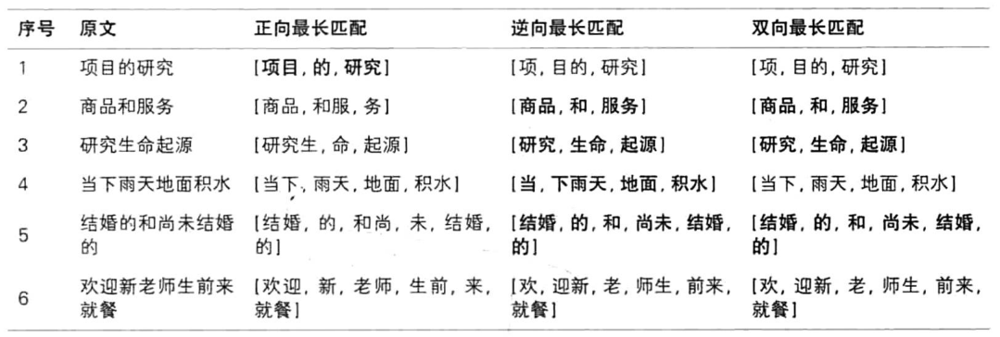 序号 原文 正向最长匹配 逆向最长匹配 双向最长匹配
1 项目的研究 [项目, 的, 研究] [项, 目的, 研究] [项, 目的, 研究]
2 商品和服务 [商品, 和服, 务] [商品, 和, 服务] [商品, 和, 服务]
3 研究生命起源 [研究生, 命, 起源] [研究, 生命, 起源] [研究, 生命, 起源]
4 当下雨天地面积水 [当下, 雨天, 地面, 积水] [当, 下雨天, 地面, 积水] [当下, 雨天, 地面, 积水]
5 结婚的和尚未结婚 [结婚, 的, 和尚, 未, 结婚, [结婚, 的, 和, 尚未, 结婚, [结婚, 的, 和, 尚未, 结婚,
的 的] 的] 的]
6 欢迎新老师生前来 [欢迎, 新, 老师, 生前, 来, [欢, 迎新, 老, 师生, 前来, [欢, 迎新, 老, 师生, 前来,
就餐 就餐] 就餐] 就餐]